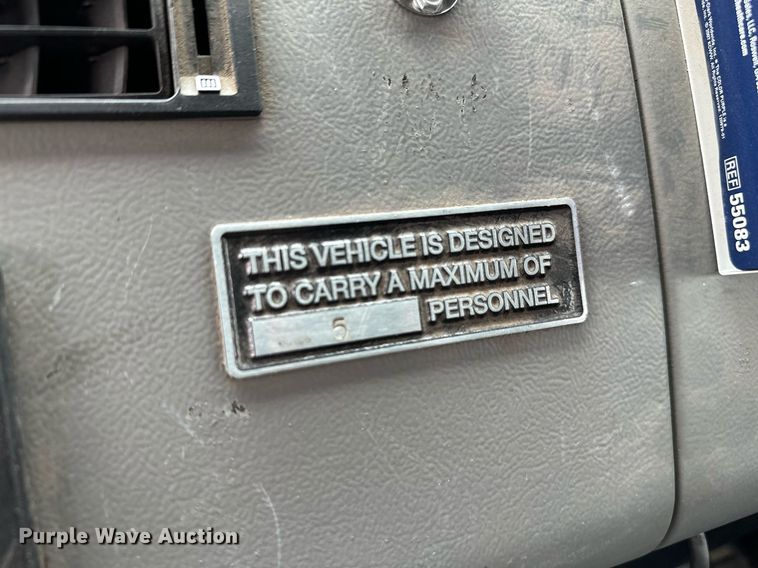 THIS VEHICLE IS DESIGNED
TO CARRY A MAXIMUM OF
5 PERSONNEL
REF 55083
Purple Wave Auction®